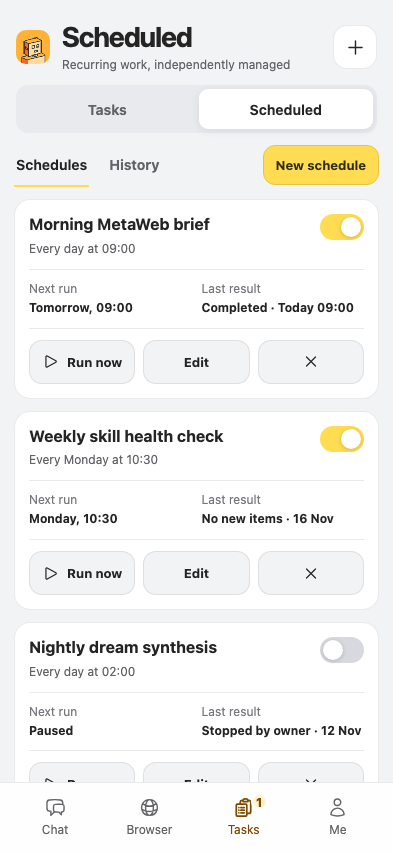 Scheduled
Recurring work, independently managed
Tasks
Scheduled
Schedules
History
New schedule
Morning MetaWeb brief
Every day at 09:00
Next run
Last result
Tomorrow, 09:00
Completed · Today 09:00
Run now
Edit
Weekly skill health check
Every Monday at 10:30
Next run
Last result
Monday, 10:30
No new items · 16 Nov
Run now
Edit
Nightly dream synthesis
Every day at 02:00
Next run
Last result
Paused
Stopped by owner · 12 Nov
Chat
Browser
Tasks
1
Me